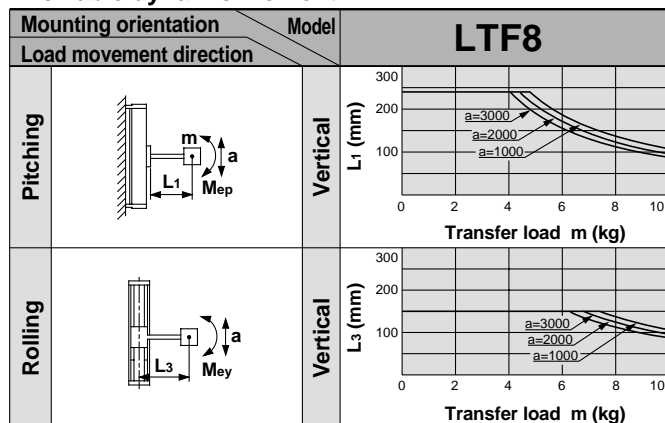 Mounting orientation
Model
Load movement direction
LTF8
Pitching
m
a
L1
Mep
Vertical
L1 (mm)
300
200
100
a=3000
a=2000
a=1000
0 2 4 6 8 10
Transfer load m (kg)
Rolling
a
L3
Mey
Vertical
L3 (mm)
300
200
100
a=3000
a=2000
a=1000
0 2 4 6 8 10
Transfer load m (kg)